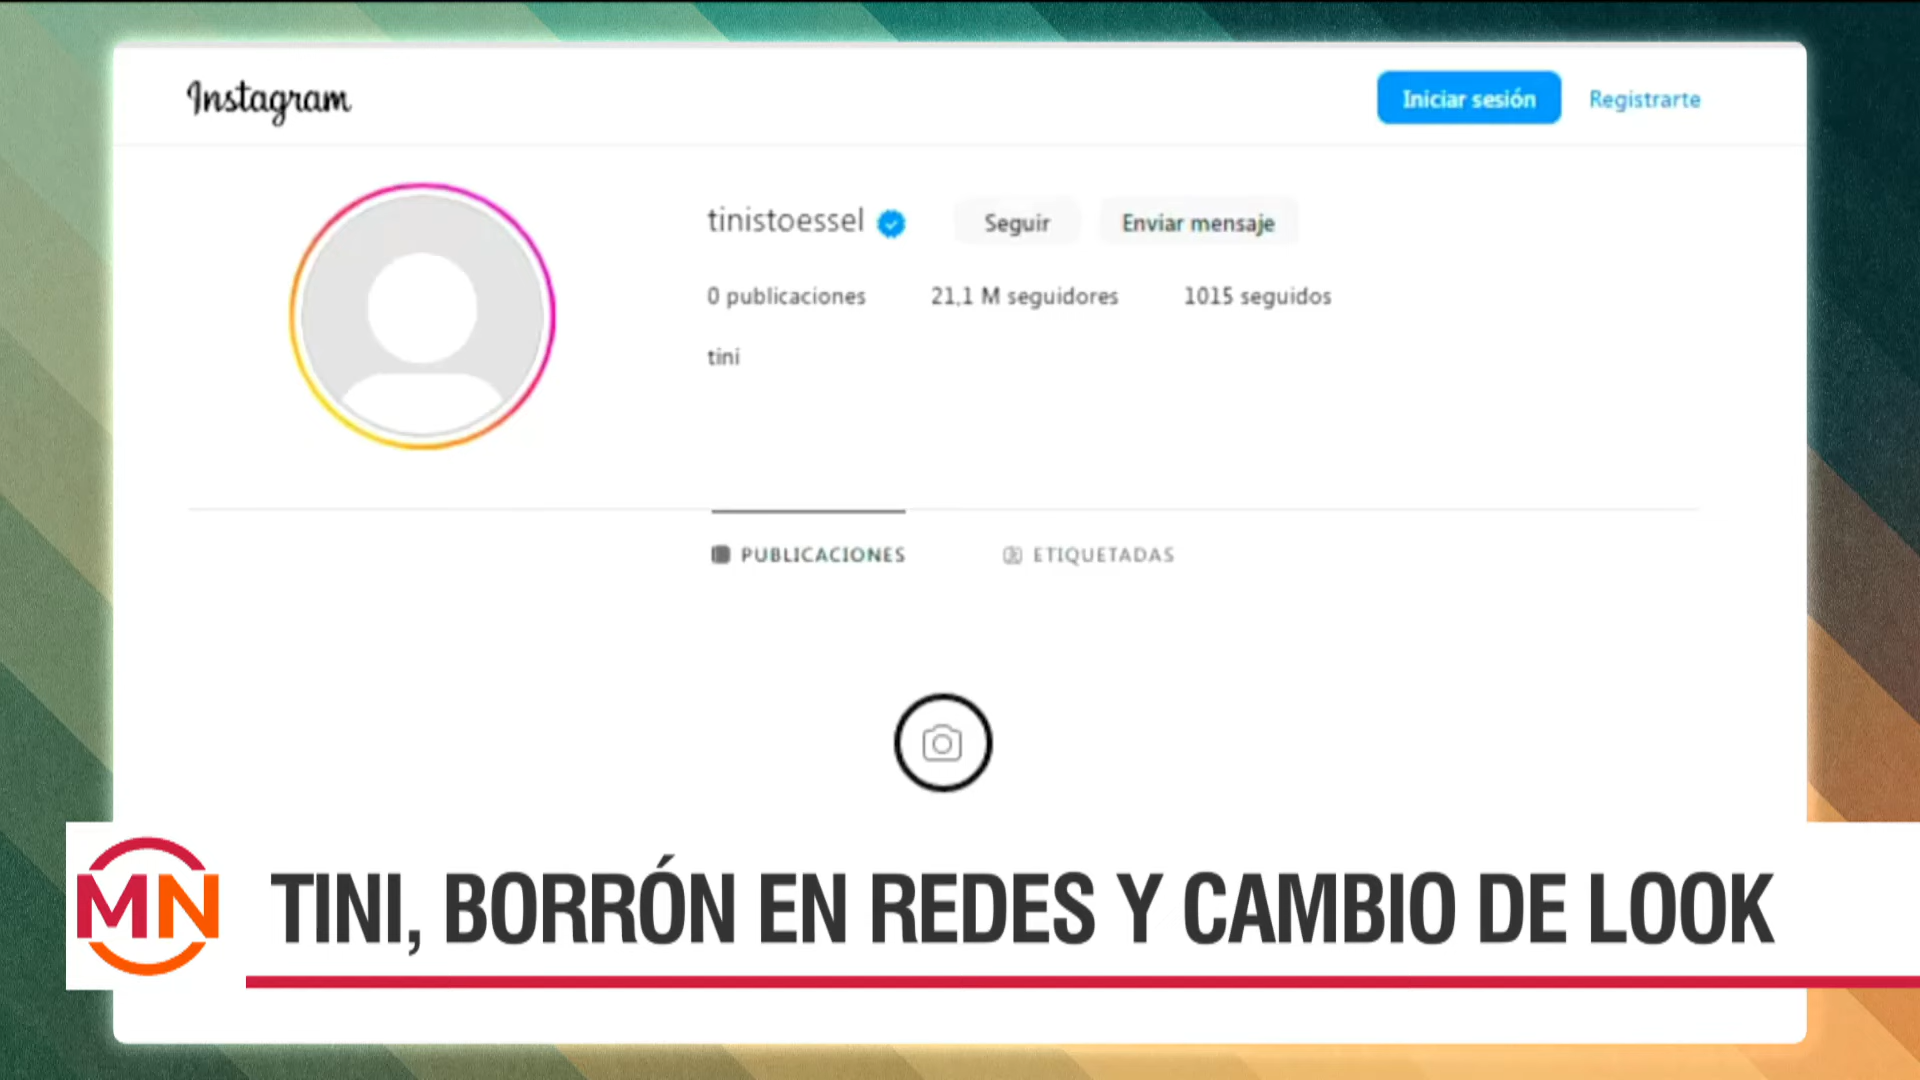 Instagram
Iniciar sesión
Registrarte
tinistoessel
Seguir
Enviar mensaje
0 publicaciones
21,1 M seguidores
1015 seguidos
tini
PUBLICACIONES
ETIQUETADAS
MN
TINI, BORRÓN EN REDES Y CAMBIO DE LOOK